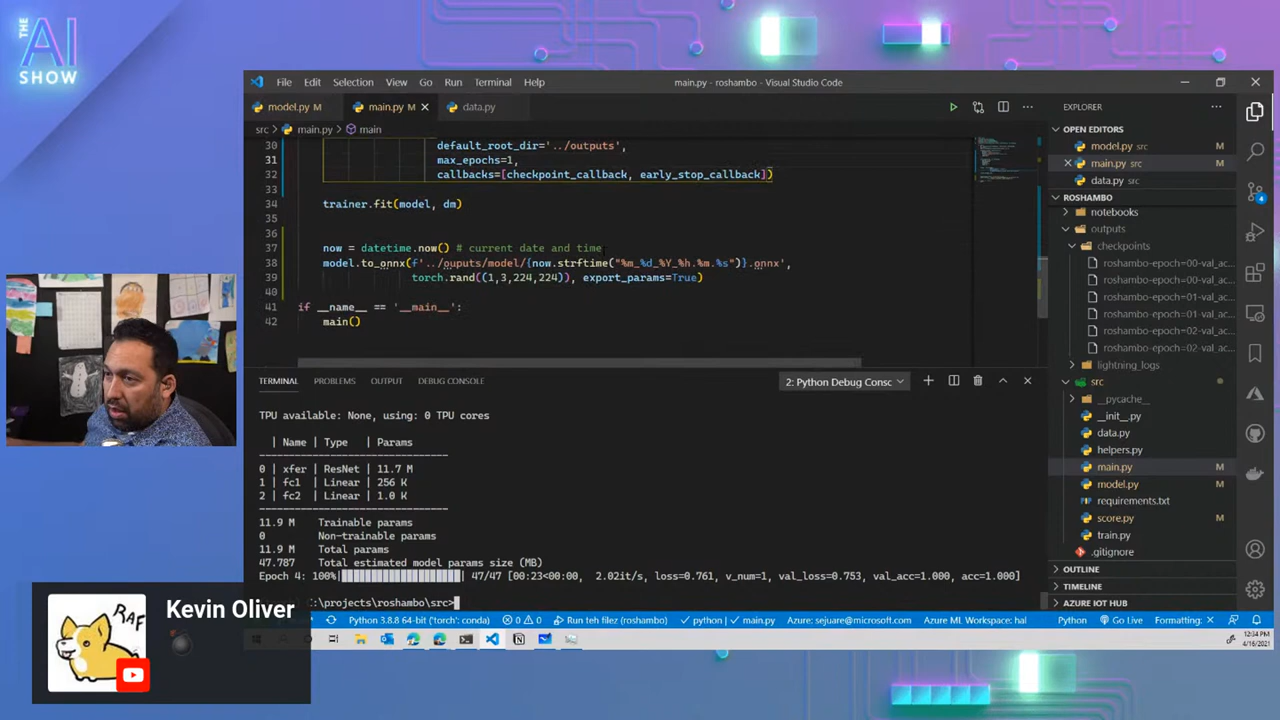 THE
AI
SHOW
File Edit Selection View Go Run Terminal Help
main.py - roshambo - Visual Studio Code
model.py M
main.py M
data.py
src > main.py > main
30 default_root_dir='../outputs',
31 max_epochs=1,
32 callbacks=[checkpoint_callback, early_stop_callback])
33
34 trainer.fit(model, dm)
35
36
37 now = datetime.now() # current date and time
38 model.to_onnx(f'../ouputs/model/{now.strftime("%m_%d_%Y_%h.%m.%s")}.onnx',
39 torch.rand((1,3,224,224)), export_params=True)
40
41 if __name__ == '__main__':
42 main()
TERMINAL PROBLEMS OUTPUT DEBUG CONSOLE
2: Python Debug Consc
TPU available: None, using: 0 TPU cores
| Name | Type | Params
0 | xfer | ResNet | 11.7 M
1 | fc1 | Linear | 256 K
2 | fc2 | Linear | 1.0 K
11.9 M Trainable params
0 Non-trainable params
11.9 M Total params
47.787 Total estimated model params size (MB)
Epoch 4: 100%| | 47/47 [00:23<00:00, 2.02it/s, loss=0.761, v_num=1, val_loss=0.753, val_acc=1.000, acc=1.000]
C:\projects\roshambo\src>
EXPLORER
OPEN EDITORS
model.py src M
main.py src M
data.py src
ROSHAMBO
notebooks
outputs
checkpoints
roshambo-epoch=00-val_ac...
roshambo-epoch=00-val_ac...
roshambo-epoch=01-val_ac...
roshambo-epoch=01-val_ac...
roshambo-epoch=02-val_ac...
roshambo-epoch=02-val_ac...
lightning_logs
src
__pycache__
__init__.py
data.py
helpers.py
main.py M
model.py M
requirements.txt
score.py M
train.py
.gitignore
OUTLINE
TIMELINE
AZURE IOT HUB
Python 3.8.8 64-bit ('torch': conda) 0 0 Run teh filez (roshambo) python | main.py Azure: sejuare@microsoft.com Azure ML Workspace: hal Python Go Live Formatting:
12:34 PM
4/16/2021
RAF
Kevin Oliver